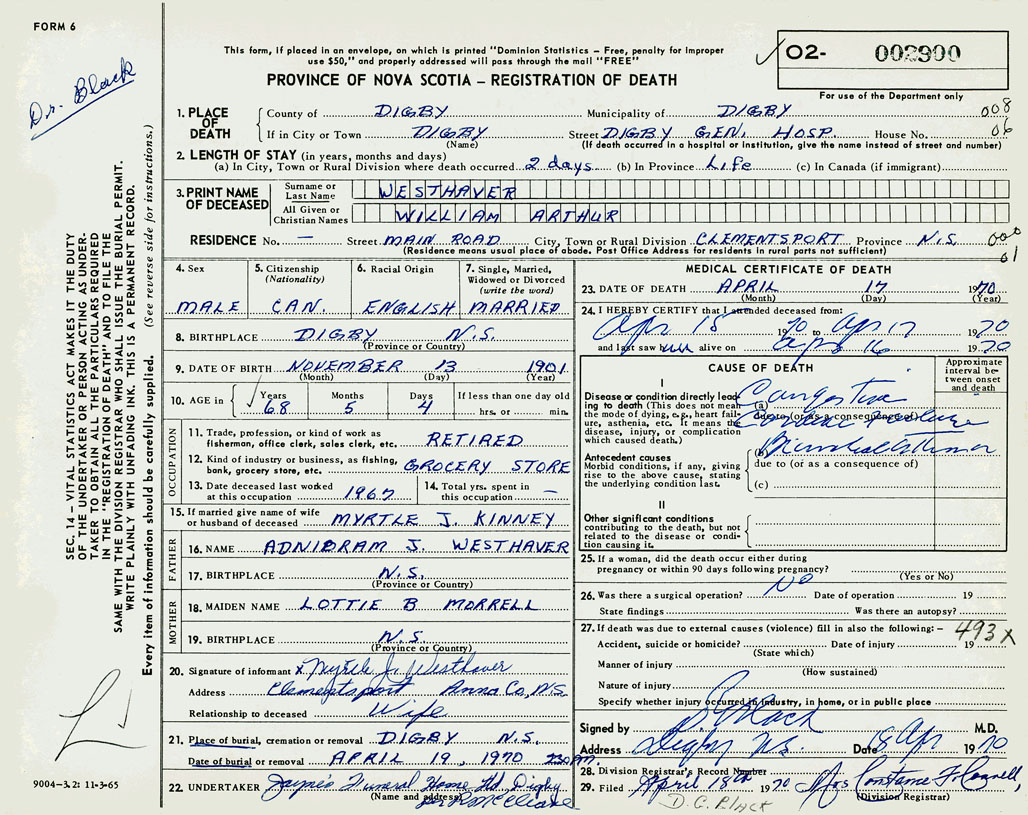 FORM 6
Dr. Black
This form, if placed in an envelope, on which is printed "Dominion Statistics – Free, penalty for improper
use $50," and properly addressed will pass through the mail "FREE"
O2- 002900
For use of the Department only
PROVINCE OF NOVA SCOTIA – REGISTRATION OF DEATH
1. PLACE OF DEATH
County of DIGBY Municipality of DIGBY 008
If in City or Town DIGBY Street DIGBY GEN. HOSP. House No. 06
(Name) (If death occurred in a hospital or institution, give the name instead of street and number)
2. LENGTH OF STAY (in years, months and days)
(a) In City, Town or Rural Division where death occurred 2 days (b) In Province Life (c) In Canada (if immigrant)
3. PRINT NAME OF DECEASED
Surname or Last Name WESTHAVER
All Given or Christian Names WILLIAM ARTHUR
RESIDENCE No. – Street MAIN ROAD City, Town or Rural Division CLEMENTSPORT Province N.S. 000
(Residence means usual place of abode. Post Office Address for residents in rural parts not sufficient) 61
4. Sex MALE
5. Citizenship (Nationality) CAN.
6. Racial Origin ENGLISH
7. Single, Married, Widowed or Divorced (write the word) MARRIED
8. BIRTHPLACE DIGBY N.S.
(Province or Country)
9. DATE OF BIRTH NOVEMBER 13 1901
(Month) (Day) (Year)
10. AGE in Years 68 Months 5 Days 4 If less than one day old hrs. or min.
OCCUPATION
11. Trade, profession, or kind of work as fisherman, office clerk, sales clerk, etc. RETIRED
12. Kind of industry or business, as fishing, bank, grocery store, etc. GROCERY STORE
13. Date deceased last worked at this occupation 1967
14. Total yrs. spent in this occupation –
15. If married give name of wife or husband of deceased MYRTLE J. KINNEY
FATHER
16. NAME ADNIBRAM J. WESTHAVER
17. BIRTHPLACE N.S.
(Province or Country)
MOTHER
18. MAIDEN NAME LOTTIE B MORRELL
19. BIRTHPLACE N.S.
(Province or Country)
20. Signature of informant x Myrtle J. Westhaver
Address Clementsport Anna Co, N.S.
Relationship to deceased Wife
21. Place of burial, cremation or removal DIGBY N.S.
Date of burial or removal APRIL 19, 1970
22. UNDERTAKER Jayne's Funeral Home Ltd Digby
(Name and address)
MEDICAL CERTIFICATE OF DEATH
23. DATE OF DEATH APRIL 17 1970
(Month) (Day) (Year)
24. I HEREBY CERTIFY that I attended deceased from:
Apr 15 1970 to Apr 17 1970
and last saw him alive on Apr 16 1970
CAUSE OF DEATH
Approximate interval between onset and death
I
Disease or condition directly leading to death (This does not mean the mode of dying, e.g., heart failure, asthenia, etc. It means the disease, injury, or complication which caused death.)
(a) Congestive
due to (or as a consequence of)
Cardiac Failure
(b) Bronchial Asthma
Antecedent causes
Morbid conditions, if any, giving rise to the above cause, stating the underlying condition last.
due to (or as a consequence of)
(c)
II
Other significant conditions
contributing to the death, but not related to the disease or condition causing it.
25. If a woman, did the death occur either during pregnancy or within 90 days following pregnancy?
(Yes or No)
26. Was there a surgical operation? NO Date of operation 19
State findings Was there an autopsy?
27. If death was due to external causes (violence) fill in also the following: – 493X
Accident, suicide or homicide? Date of injury 19
(State which)
Manner of injury
(How sustained)
Nature of injury
Specify whether injury occurred in industry, in home, or in public place
Signed by D. C. Black M.D.
Address Digby N.S. Date 18 Apr 1970
28. Division Registrar's Record Number
29. Filed April 18th 1970 Mrs Constance F. Connell
(Division Registrar)
D. C. Black
SEC. 14 – VITAL STATISTICS ACT MAKES IT THE DUTY
OF THE UNDERTAKER OR PERSON ACTING AS UNDER-
TAKER TO OBTAIN ALL THE PARTICULARS REQUIRED
IN THE "REGISTRATION OF DEATH" AND TO FILE THE
SAME WITH THE DIVISION REGISTRAR WHO SHALL ISSUE THE BURIAL PERMIT.
WRITE PLAINLY WITH UNFADING INK. THIS IS A PERMANENT RECORD.
Every item of information should be carefully supplied. (See reverse side for instructions.)
9004–3.2: 11-3-65